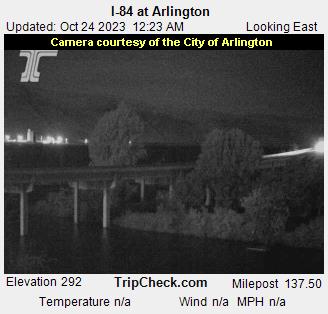 I-84 at Arlington
Updated: Oct 24 2023 12:23 AM Looking East
Camera courtesy of the City of Arlington
Elevation 292 TripCheck.com Milepost 137.50
Temperature n/a Wind n/a MPH n/a